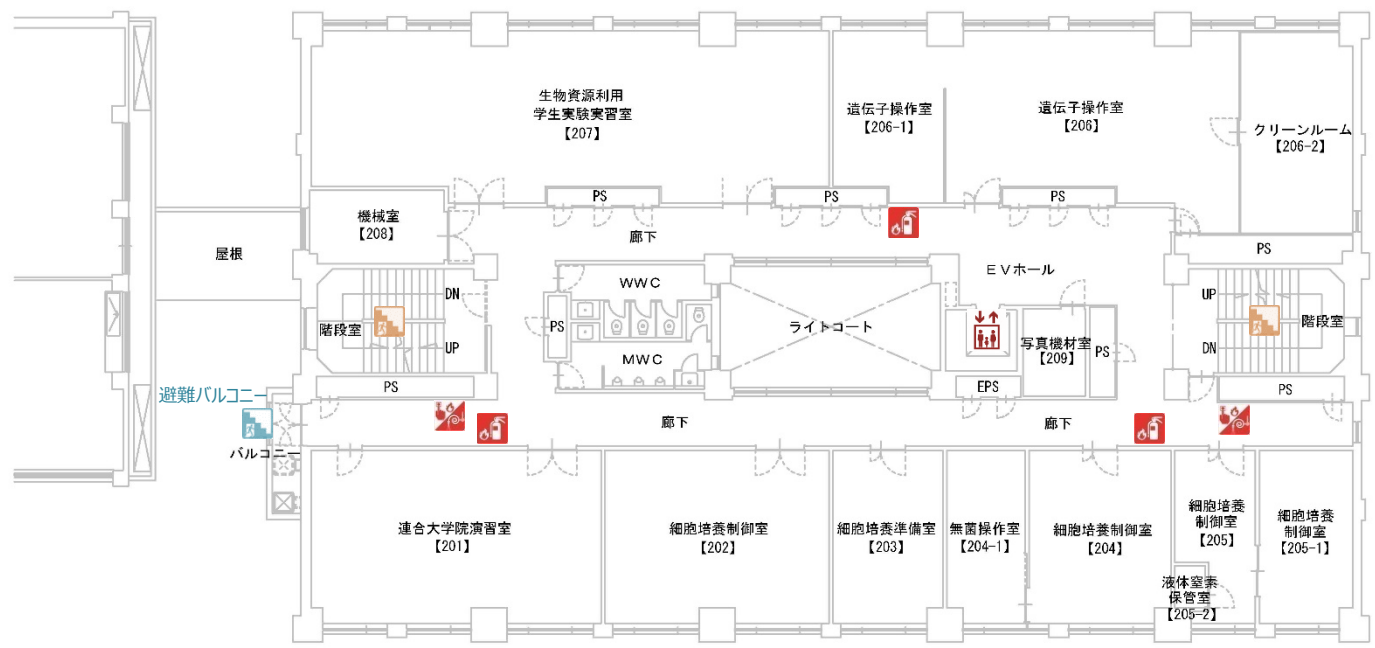 生物資源利用
学生実験実習室
【207】
遺伝子操作室
【206-1】
遺伝子操作室
【206】
クリーンルーム
【206-2】
PS
PS
PS
機械室
【208】
廊下
屋根
PS
EVホール
WWC
DN
UP
階段室
PS
ライトコート
MWC
写真機材室
【209】
PS
UP
DN
階段室
PS
EPS
PS
避難バルコニー
バルコニー
廊下
廊下
連合大学院演習室
【201】
細胞培養制御室
【202】
細胞培養準備室
【203】
無菌操作室
【204-1】
細胞培養制御室
【204】
細胞培養
制御室
【205】
細胞培養
制御室
【205-1】
液体窒素
保管室
【205-2】